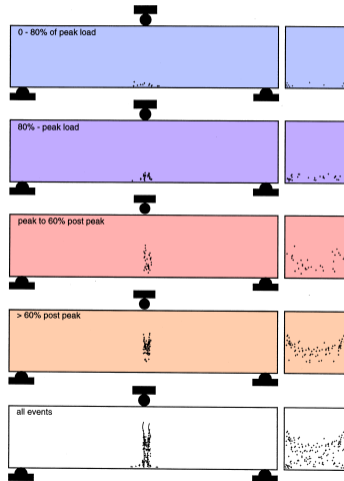 0 - 80% of peak load
80% - peak load
peak to 60% post peak
> 60% post peak
all events